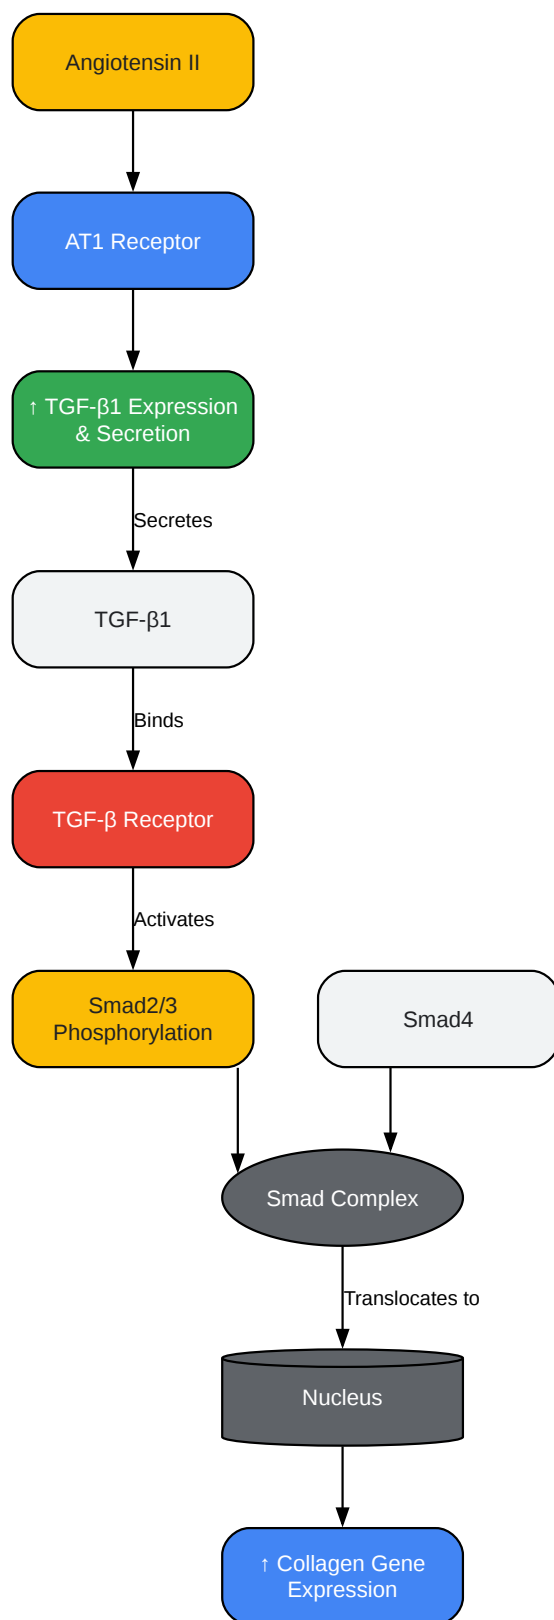 Angiotensin II
AT1 Receptor
↑ TGF-β1 Expression
& Secretion
Secretes
TGF-β1
Binds
TGF-β Receptor
Activates
Smad2/3
Phosphorylation
Smad4
Smad Complex
Translocates to
Nucleus
↑ Collagen Gene
Expression